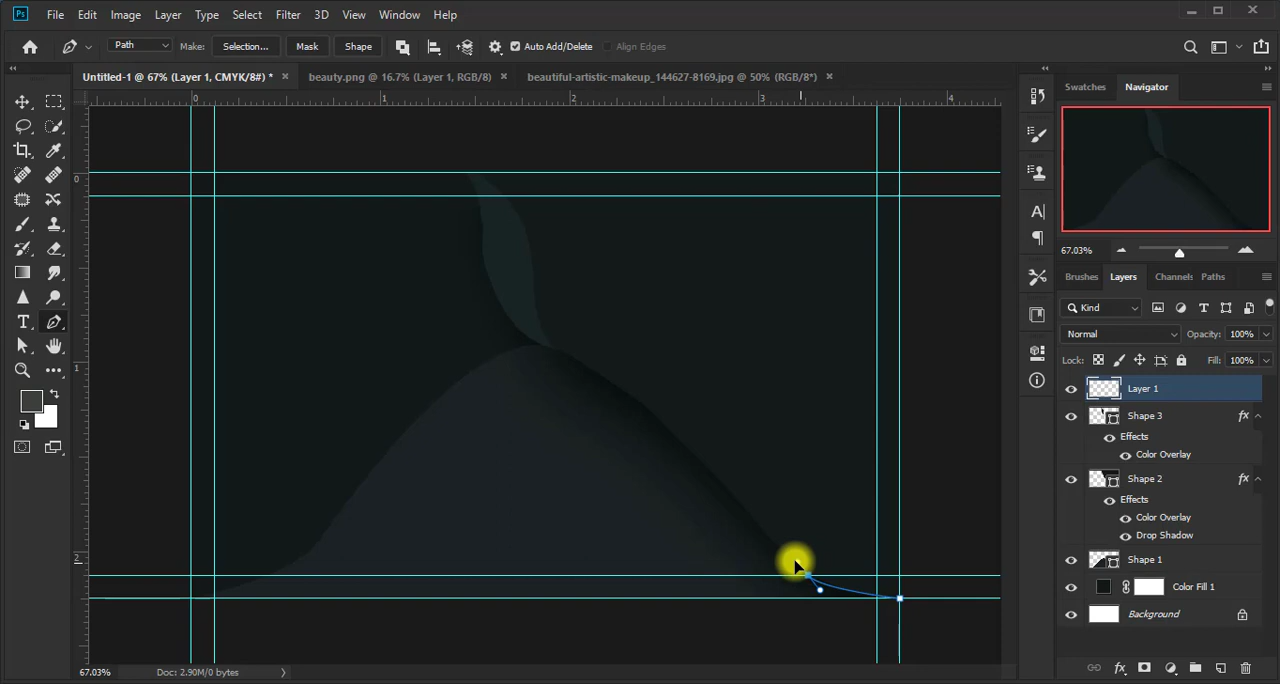 Ps File Edit Image Layer Type Select Filter 3D View Window Help
Path Make: Selection... Mask Shape Auto Add/Delete Align Edges
Untitled-1 @ 67% (Layer 1, CMYK/8#) * × beauty.png @ 16.7% (Layer 1, RGB/8) × beautiful-artistic-makeup_144627-8169.jpg @ 50% (RGB/8*) ×
Swatches Navigator
0 1 2 3 4
0
1
2
67.03%
Brushes Layers Channels Paths
Kind
Normal Opacity: 100%
Lock: Fill: 100%
Layer 1
Shape 3 fx
Effects
Color Overlay
Shape 2 fx
Effects
Color Overlay
Drop Shadow
Shape 1
Color Fill 1
Background
67.03% Doc: 2.90M/0 bytes
fx